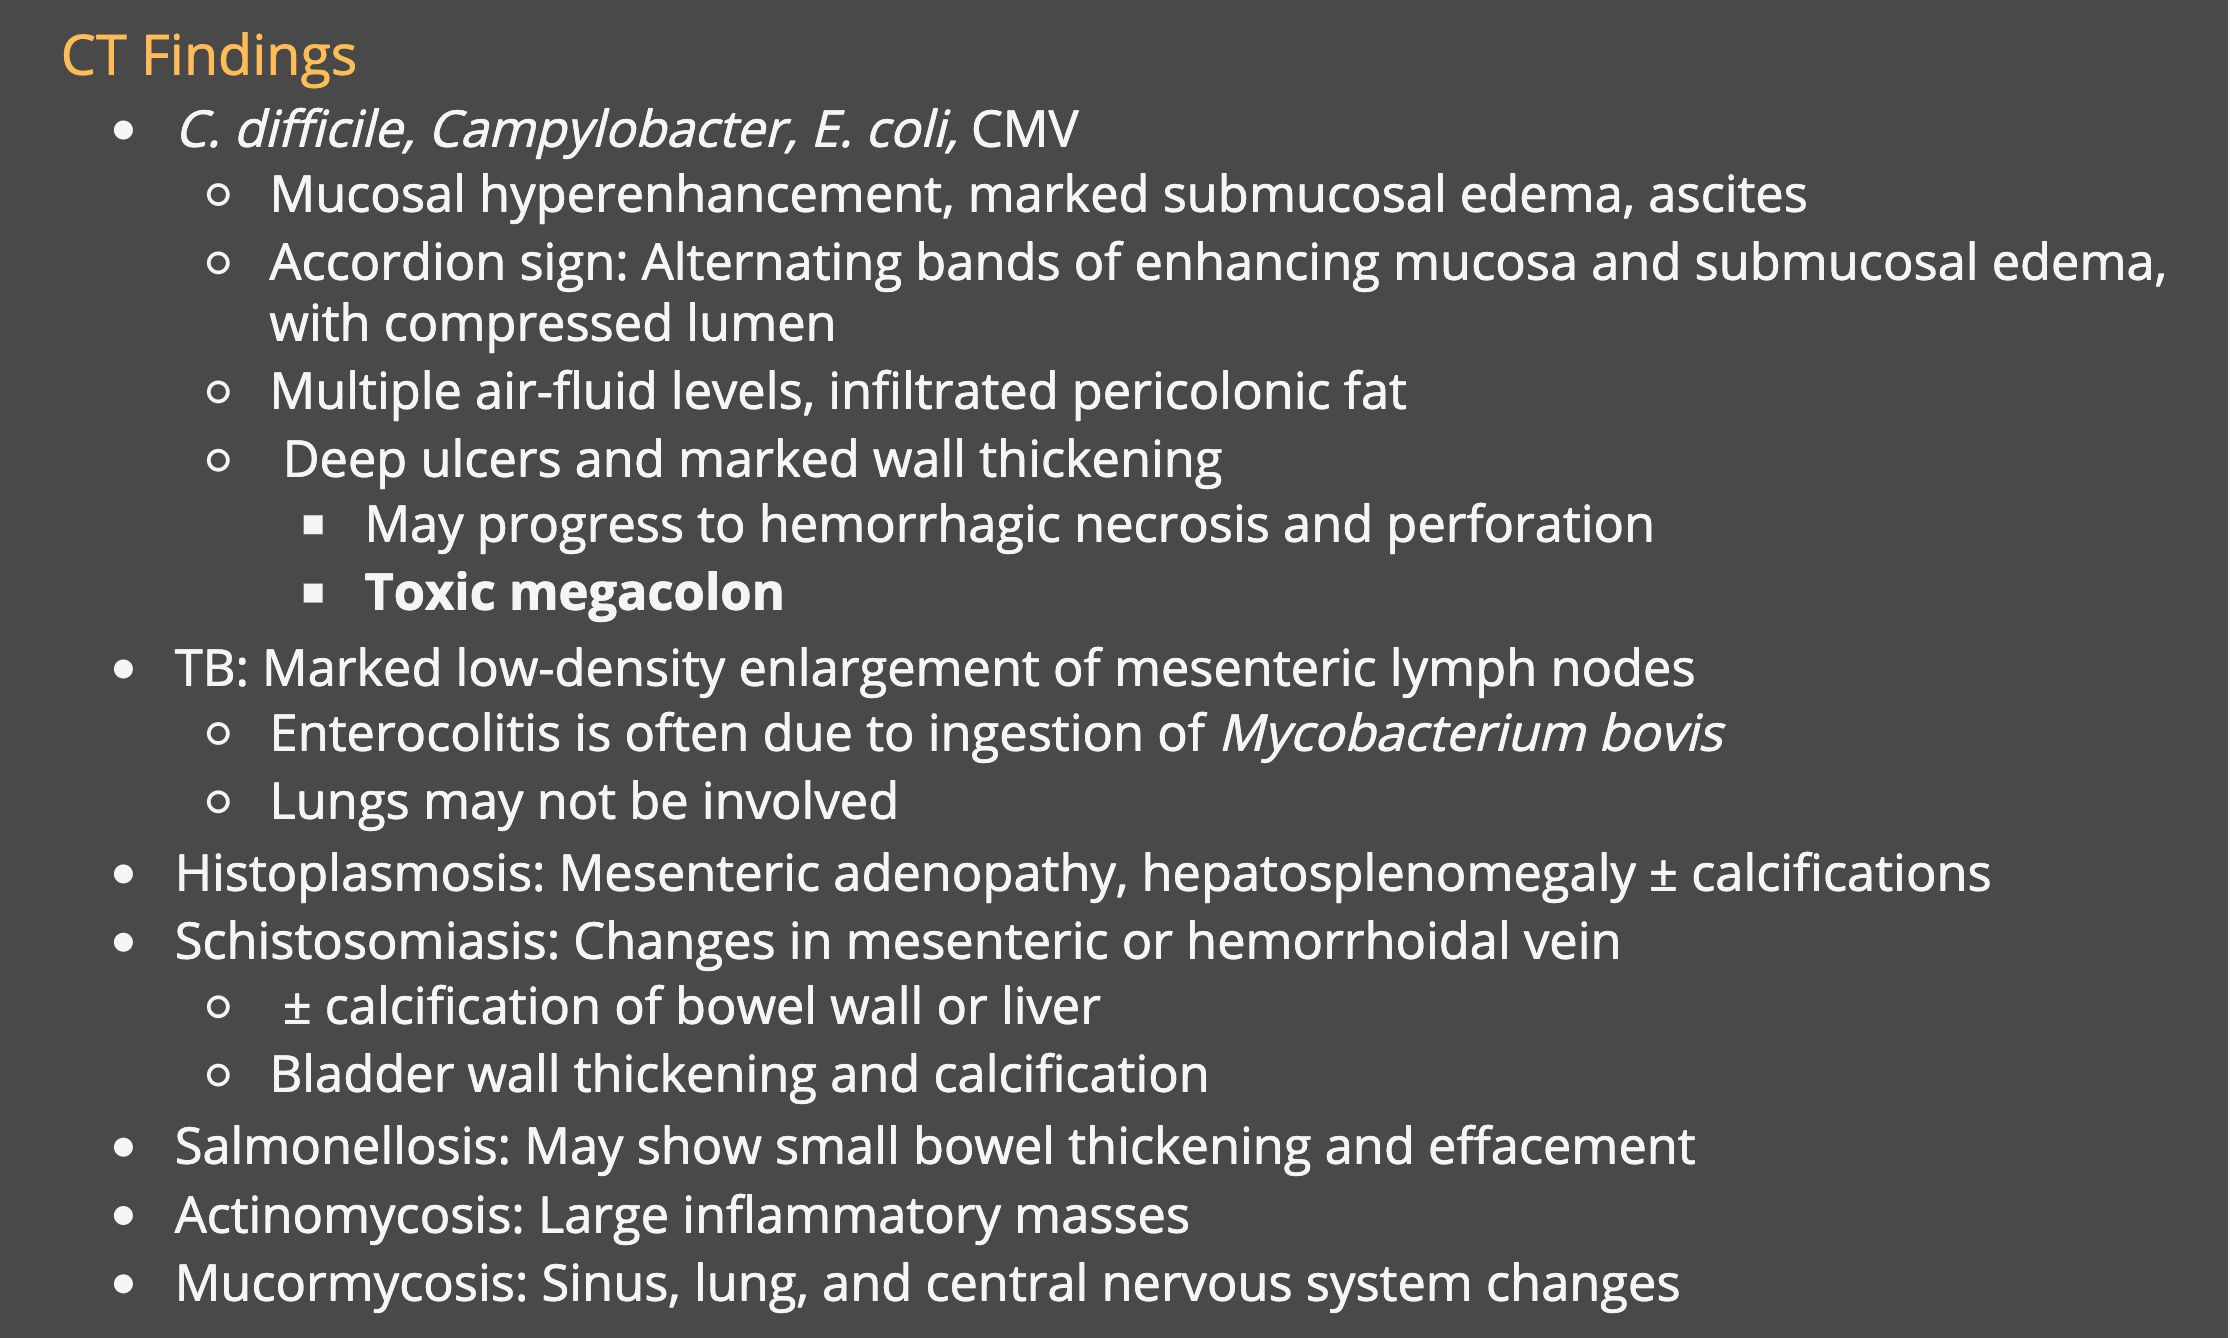 CT Findings
• C. difficile, Campylobacter, E. coli, CMV
○ Mucosal hyperenhancement, marked submucosal edema, ascites
○ Accordion sign: Alternating bands of enhancing mucosa and submucosal edema,
with compressed lumen
○ Multiple air-fluid levels, infiltrated pericolonic fat
○ Deep ulcers and marked wall thickening
■ May progress to hemorrhagic necrosis and perforation
■ Toxic megacolon
• TB: Marked low-density enlargement of mesenteric lymph nodes
○ Enterocolitis is often due to ingestion of Mycobacterium bovis
○ Lungs may not be involved
• Histoplasmosis: Mesenteric adenopathy, hepatosplenomegaly ± calcifications
• Schistosomiasis: Changes in mesenteric or hemorrhoidal vein
○ ± calcification of bowel wall or liver
○ Bladder wall thickening and calcification
• Salmonellosis: May show small bowel thickening and effacement
• Actinomycosis: Large inflammatory masses
• Mucormycosis: Sinus, lung, and central nervous system changes